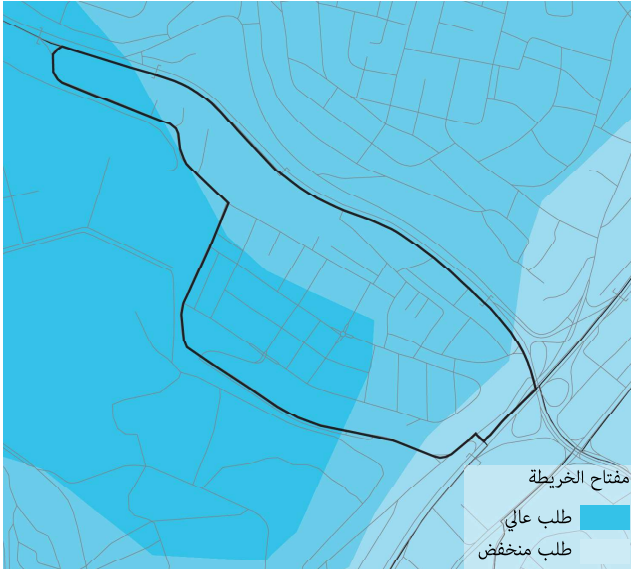 مفتاح الخريطة
طلب عالي
طلب منخفض